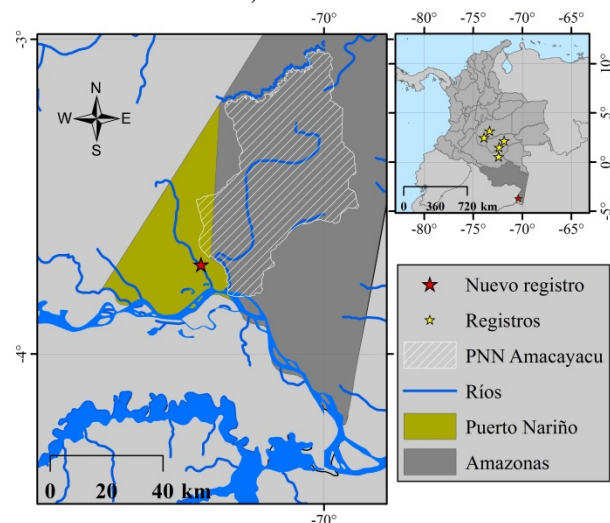 -70°
-3°
-4°
N
W E
S
0 20 40 km
-70°
-80° -75° -70° -65°
10°
5°
0°
-5°
0 360 720 km
-80° -75° -70° -65°
Nuevo registro
Registros
PNN Amacayacu
Ríos
Puerto Nariño
Amazonas